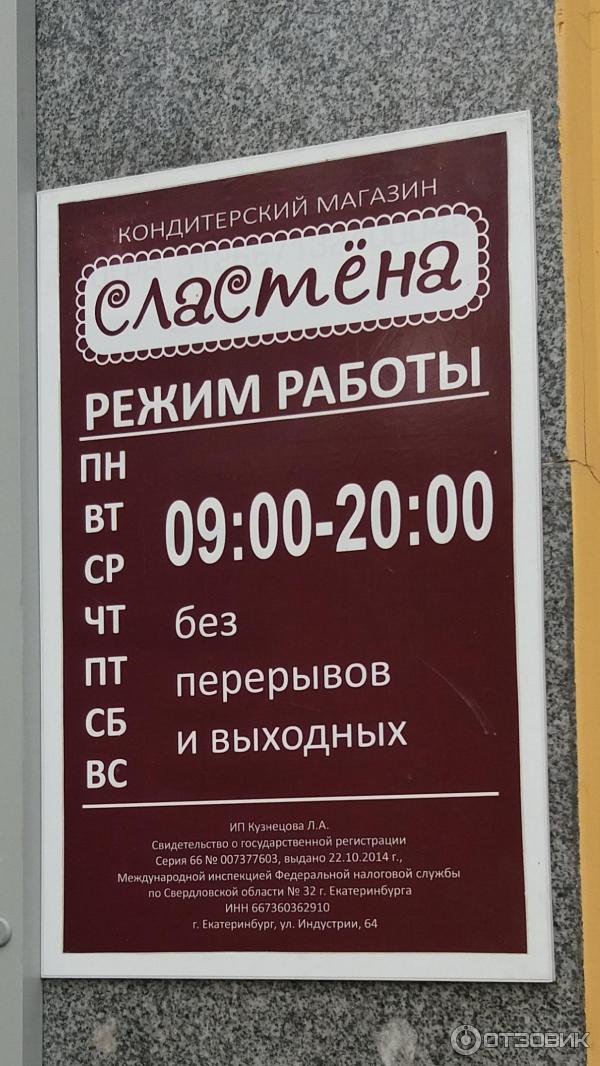 КОНДИТЕРСКИЙ МАГАЗИН
сластёна
РЕЖИМ РАБОТЫ
ПН
ВТ
09:00-20:00
СР
ЧТ
без
ПТ
перерывов
СБ
и выходных
ВС
ИП Кузнецова Л.А.
Свидетельство о государственной регистрации
Серия 66 № 007377603, выдано 22.10.2014 г.,
Международной инспекцией Федеральной налоговой службы
по Свердловской области № 32 г. Екатеринбурга
ИНН 667360362910
г. Екатеринбург, ул. Индустрии, 64
ОТЗОВИК